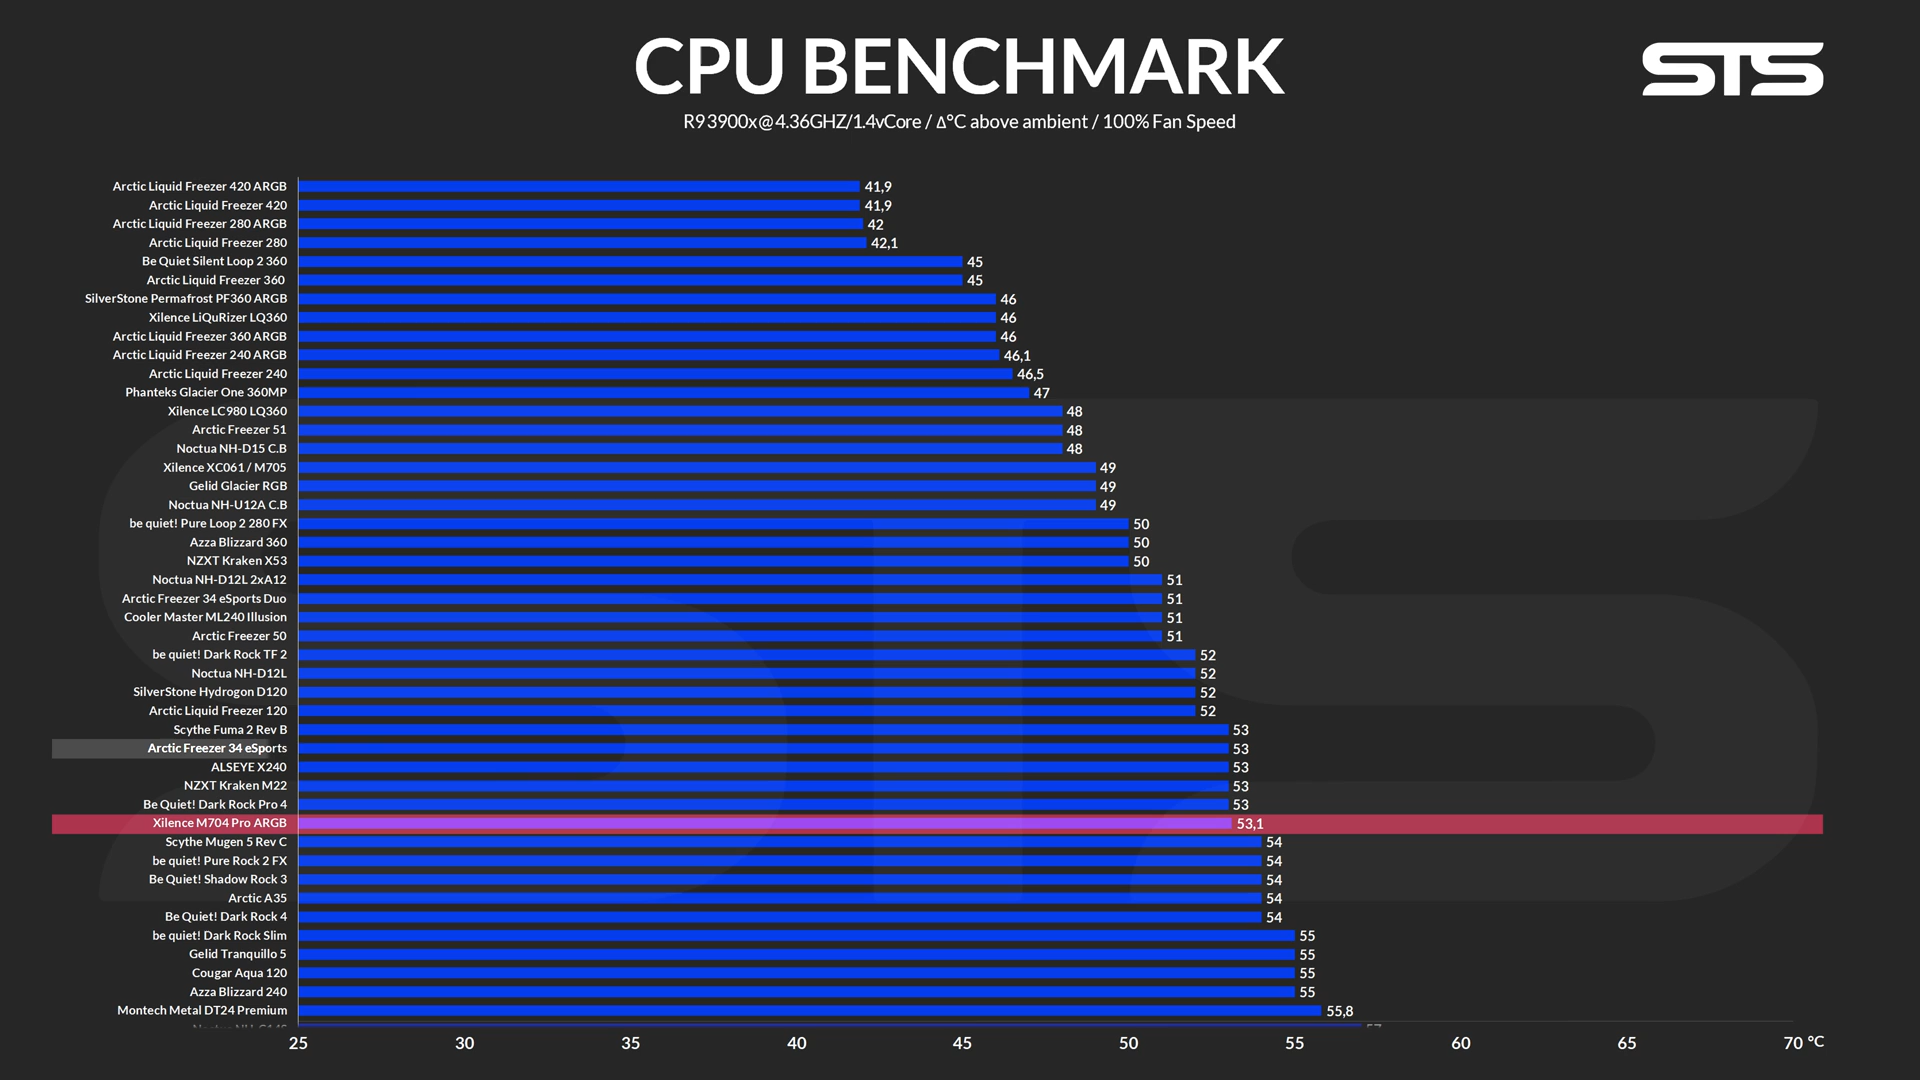 CPU BENCHMARK
STS
R9 3900x@4.36GHZ/1.4vCore / Δ°C above ambient / 100% Fan Speed
Arctic Liquid Freezer 420 ARGB 41,9
Arctic Liquid Freezer 420 41,9
Arctic Liquid Freezer 280 ARGB 42
Arctic Liquid Freezer 280 42,1
Be Quiet Silent Loop 2 360 45
Arctic Liquid Freezer 360 45
SilverStone Permafrost PF360 ARGB 46
Xilence LiQuRizer LQ360 46
Arctic Liquid Freezer 360 ARGB 46
Arctic Liquid Freezer 240 ARGB 46,1
Arctic Liquid Freezer 240 46,5
Phanteks Glacier One 360MP 47
Xilence LC980 LQ360 48
Arctic Freezer 51 48
Noctua NH-D15 C.B 48
Xilence XC061 / M705 49
Gelid Glacier RGB 49
Noctua NH-U12A C.B 49
be quiet! Pure Loop 2 280 FX 50
Azza Blizzard 360 50
NZXT Kraken X53 50
Noctua NH-D12L 2xA12 51
Arctic Freezer 34 eSports Duo 51
Cooler Master ML240 Illusion 51
Arctic Freezer 50 51
be quiet! Dark Rock TF 2 52
Noctua NH-D12L 52
SilverStone Hydrogon D120 52
Arctic Liquid Freezer 120 52
Scythe Fuma 2 Rev B 53
Arctic Freezer 34 eSports 53
ALSEYE X240 53
NZXT Kraken M22 53
Be Quiet! Dark Rock Pro 4 53
Xilence M704 Pro ARGB 53,1
Scythe Mugen 5 Rev C 54
be quiet! Pure Rock 2 FX 54
Be Quiet! Shadow Rock 3 54
Arctic A35 54
Be Quiet! Dark Rock 4 54
be quiet! Dark Rock Slim 55
Gelid Tranquillo 5 55
Cougar Aqua 120 55
Azza Blizzard 240 55
Montech Metal DT24 Premium 55,8
25 30 35 40 45 50 55 60 65 70 °C